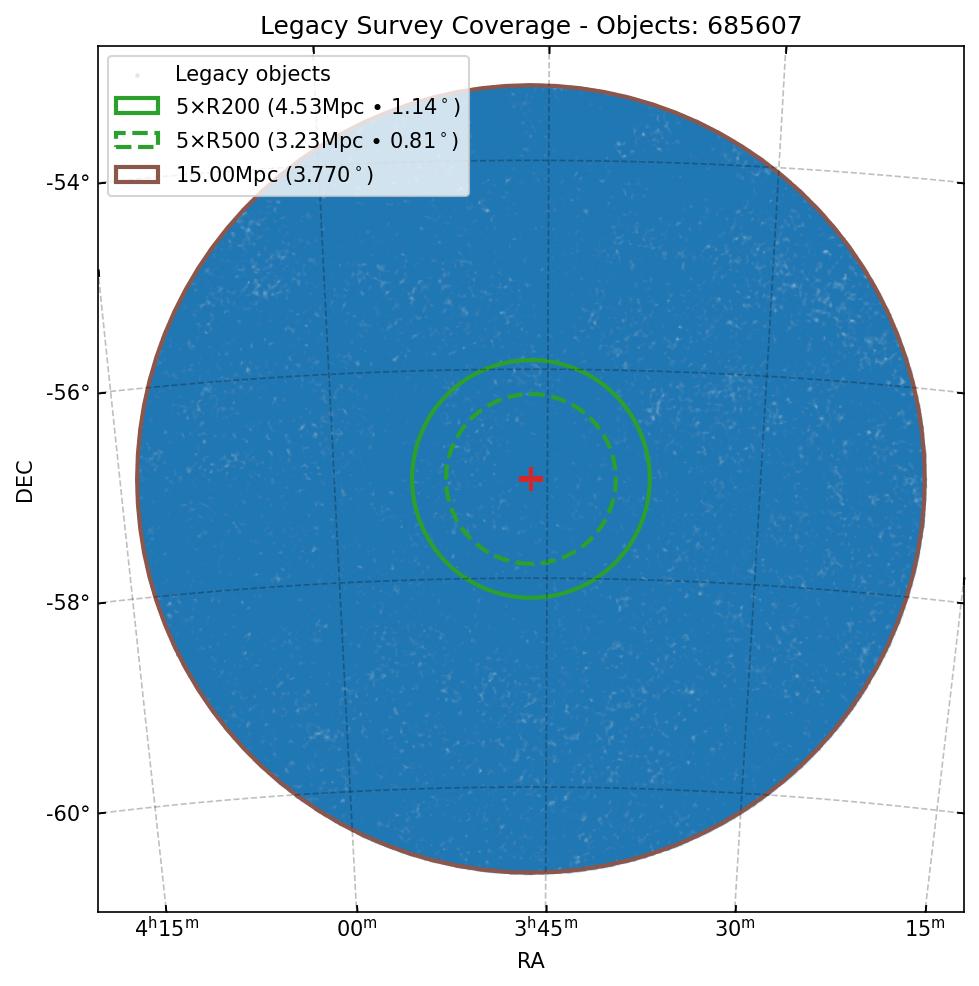 Legacy Survey Coverage - Objects: 685607
Legacy objects
5×R200 (4.53Mpc • 1.14°)
5×R500 (3.23Mpc • 0.81°)
15.00Mpc (3.770°)
-54°
-56°
-58°
-60°
DEC
4ʰ15ᵐ 00ᵐ 3ʰ45ᵐ 30ᵐ 15ᵐ
RA